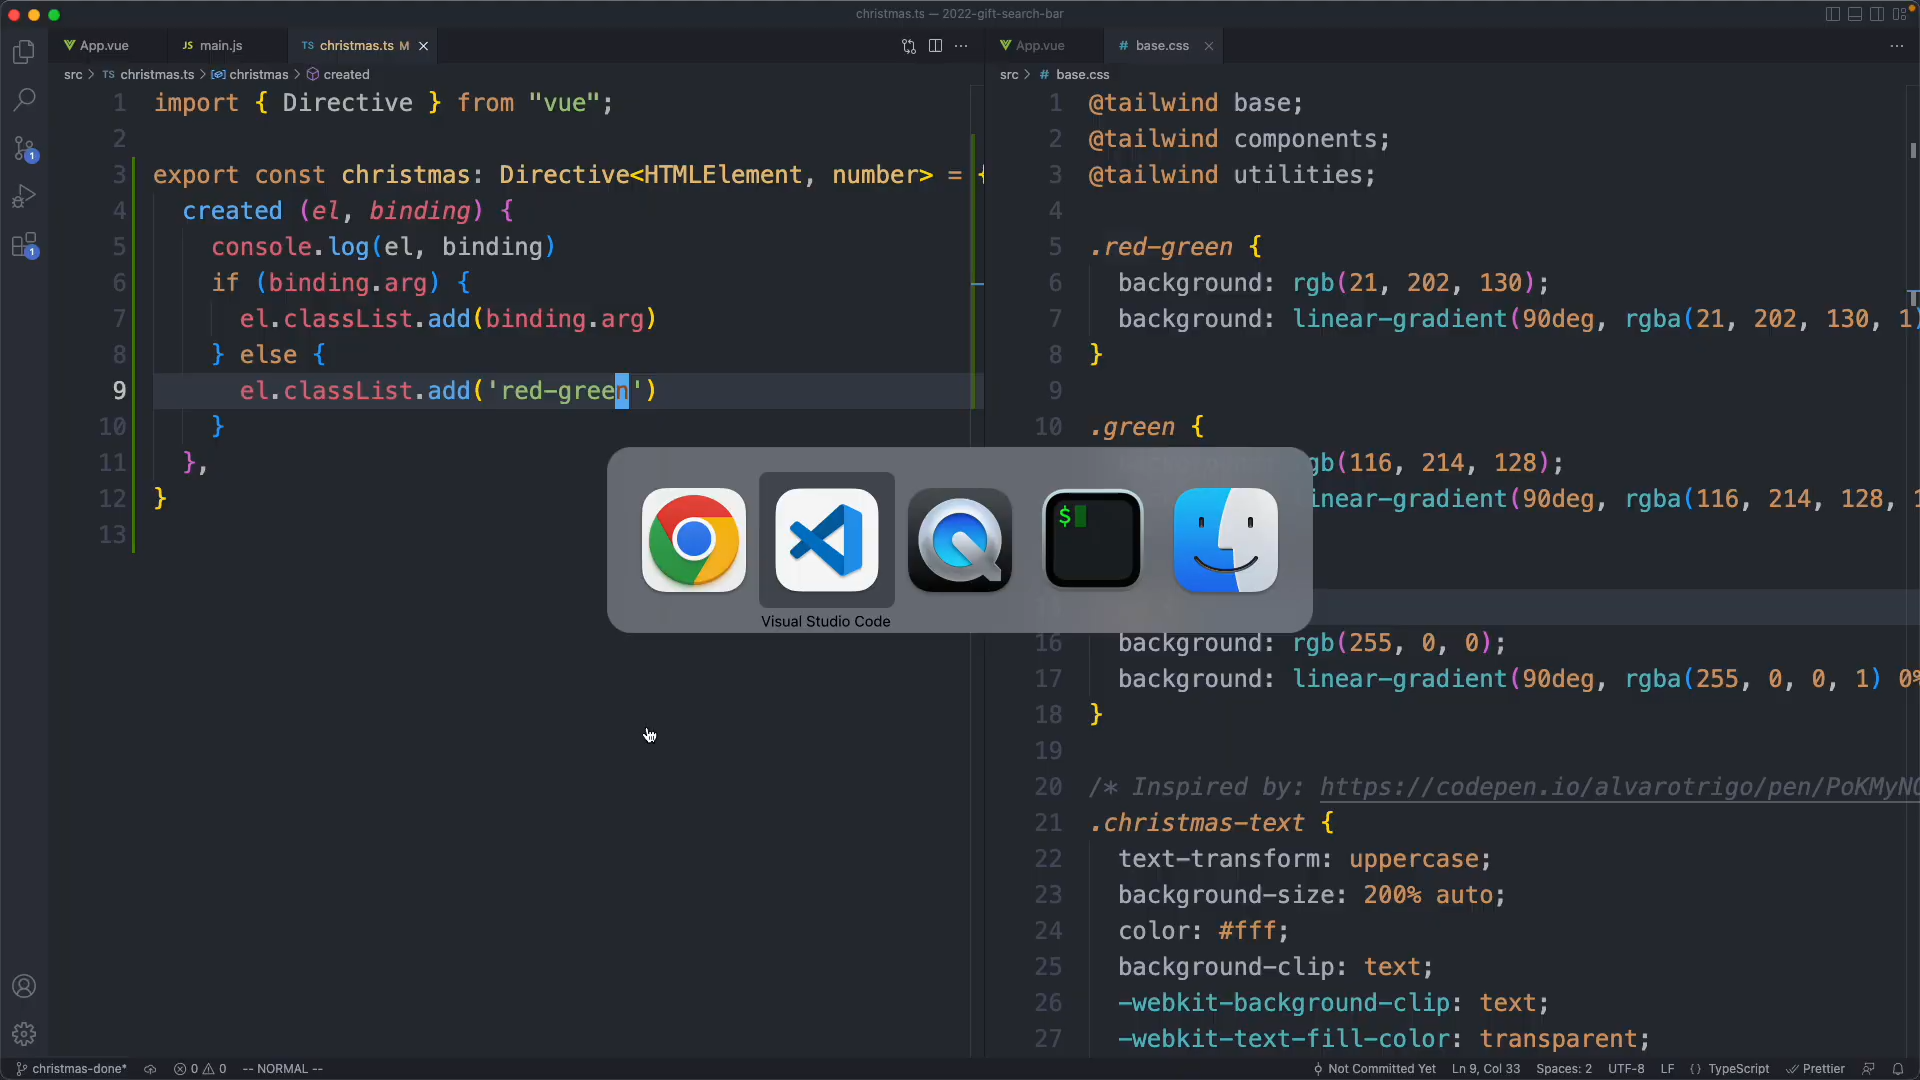 christmas.ts — 2022-gift-search-bar
App.vue
JS main.js
TS christmas.ts M
App.vue
# base.css
src > TS christmas.ts > christmas > created
src > # base.css
1 import { Directive } from "vue";
2
3 export const christmas: Directive<HTMLElement, number> = {
4 created (el, binding) {
5 console.log(el, binding)
6 if (binding.arg) {
7 el.classList.add(binding.arg)
8 } else {
9 el.classList.add('red-green')
10 }
11 },
12 }
13
1 @tailwind base;
2 @tailwind components;
3 @tailwind utilities;
4
5 .red-green {
6 background: rgb(21, 202, 130);
7 background: linear-gradient(90deg, rgba(21, 202, 130, 1)
8 }
9
10 .green {
gb(116, 214, 128);
inear-gradient(90deg, rgba(116, 214, 128, 1
16 background: rgb(255, 0, 0);
17 background: linear-gradient(90deg, rgba(255, 0, 0, 1) 0%
18 }
19
20 /* Inspired by: https://codepen.io/alvarotrigo/pen/PoKMyNO
21 .christmas-text {
22 text-transform: uppercase;
23 background-size: 200% auto;
24 color: #fff;
25 background-clip: text;
26 -webkit-background-clip: text;
27 -webkit-text-fill-color: transparent;
$
Visual Studio Code
1
1
christmas-done* 0 0 -- NORMAL --
Not Committed Yet Ln 9, Col 33 Spaces: 2 UTF-8 LF {} TypeScript Prettier